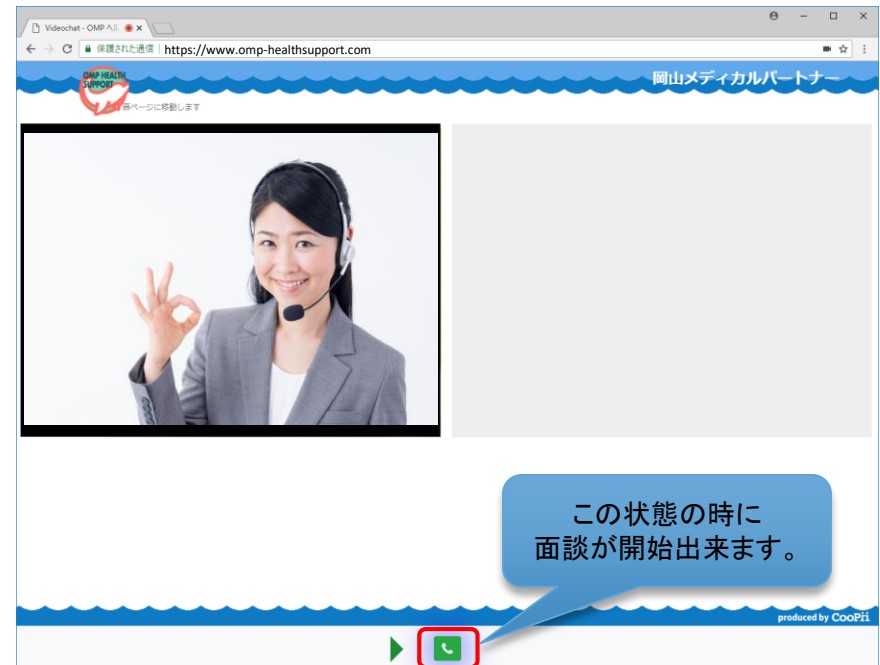 Videochat - OMP ヘル
保護された通信 | https://www.omp-healthsupport.com
OMP HEALTH
SUPPORT
岡山メディカルパートナー
ページに移動します
この状態の時に
面談が開始出来ます。
produced by CooPii